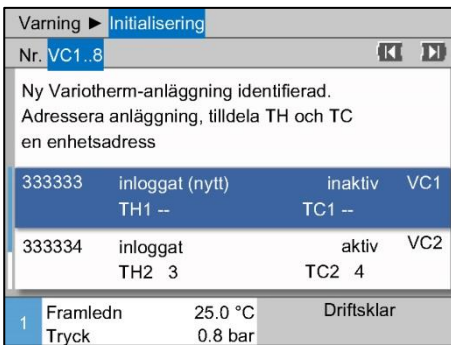 Varning ► Initialisering
Nr. VC1..8
Ny Variotherm-anläggning identifierad.
Adressera anläggning, tilldela TH och TC
en enhetsadress
333333 inloggat (nytt) inaktiv VC1
TH1 -- TC1 --
333334 inloggat aktiv VC2
TH2 3 TC2 4
1 Framledn 25.0 °C Driftsklar
Tryck 0.8 bar